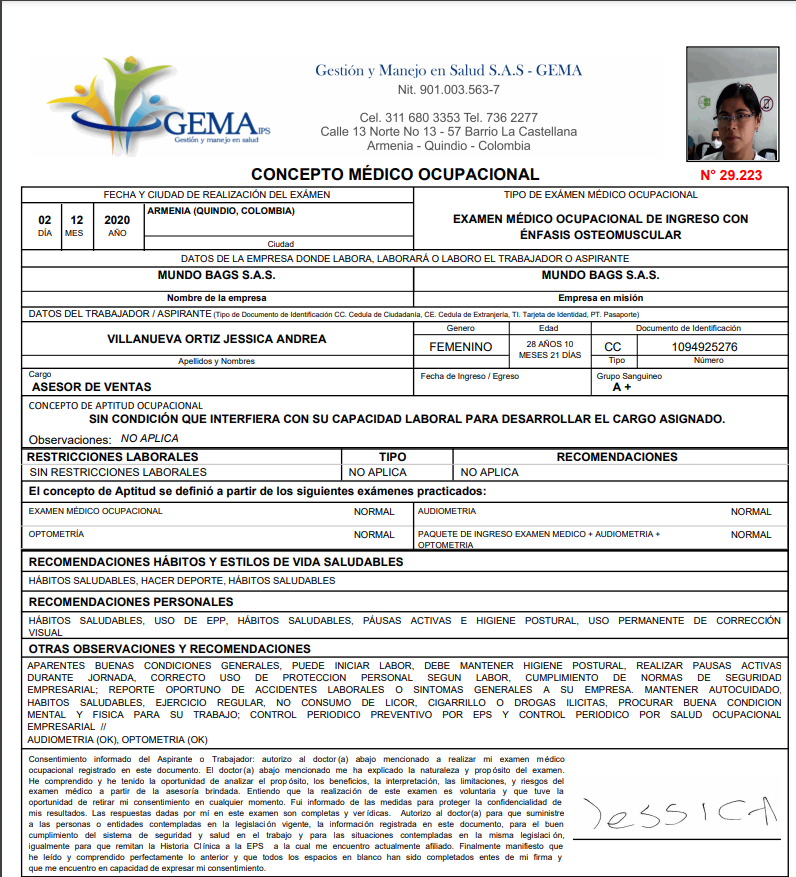 GEMA IPS
Gestión y manejo en salud
Gestión y Manejo en Salud S.A.S - GEMA
Nit. 901.003.563-7
Cel. 311 680 3353 Tel. 736 2277
Calle 13 Norte No 13 - 57 Barrio La Castellana
Armenia - Quindio - Colombia
CONCEPTO MÉDICO OCUPACIONAL
N° 29.223
FECHA Y CIUDAD DE REALIZACIÓN DEL EXÁMEN
TIPO DE EXÁMEN MÉDICO OCUPACIONAL
02 12 2020
DÍA MES AÑO
ARMENIA (QUINDIO, COLOMBIA)
Ciudad
EXAMEN MÉDICO OCUPACIONAL DE INGRESO CON
ÉNFASIS OSTEOMUSCULAR
DATOS DE LA EMPRESA DONDE LABORA, LABORARÁ O LABORO EL TRABAJADOR O ASPIRANTE
MUNDO BAGS S.A.S. MUNDO BAGS S.A.S.
Nombre de la empresa Empresa en misión
DATOS DEL TRABAJADOR / ASPIRANTE (Tipo de Documento de Identificación CC. Cedula de Ciudadanía, CE. Cedula de Extranjería, TI. Tarjeta de Identidad, PT. Pasaporte)
VILLANUEVA ORTIZ JESSICA ANDREA
Apellidos y Nombres
Genero
FEMENINO
Edad
28 AÑOS 10
MESES 21 DÍAS
Documento de Identificación
CC 1094925276
Tipo Número
Cargo
ASESOR DE VENTAS
Fecha de Ingreso / Egreso
Grupo Sanguineo
A +
CONCEPTO DE APTITUD OCUPACIONAL
SIN CONDICIÓN QUE INTERFIERA CON SU CAPACIDAD LABORAL PARA DESARROLLAR EL CARGO ASIGNADO.
Observaciones: NO APLICA
RESTRICCIONES LABORALES TIPO RECOMENDACIONES
SIN RESTRICCIONES LABORALES NO APLICA NO APLICA
El concepto de Aptitud se definió a partir de los siguientes exámenes practicados:
EXAMEN MÉDICO OCUPACIONAL NORMAL AUDIOMETRIA NORMAL
OPTOMETRÍA NORMAL PAQUETE DE INGRESO EXAMEN MEDICO + AUDIOMETRIA + NORMAL
OPTOMETRIA
RECOMENDACIONES HÁBITOS Y ESTILOS DE VIDA SALUDABLES
HÁBITOS SALUDABLES, HACER DEPORTE, HÁBITOS SALUDABLES
RECOMENDACIONES PERSONALES
HÁBITOS SALUDABLES, USO DE EPP, HÁBITOS SALUDABLES, PÁUSAS ACTIVAS E HIGIENE POSTURAL, USO PERMANENTE DE CORRECCIÓN
VISUAL
OTRAS OBSERVACIONES Y RECOMENDACIONES
APARENTES BUENAS CONDICIONES GENERALES, PUEDE INICIAR LABOR, DEBE MANTENER HIGIENE POSTURAL, REALIZAR PAUSAS ACTIVAS
DURANTE JORNADA, CORRECTO USO DE PROTECCION PERSONAL SEGUN LABOR, CUMPLIMIENTO DE NORMAS DE SEGURIDAD
EMPRESARIAL; REPORTE OPORTUNO DE ACCIDENTES LABORALES O SINTOMAS GENERALES A SU EMPRESA. MANTENER AUTOCUIDADO,
HABITOS SALUDABLES, EJERCICIO REGULAR, NO CONSUMO DE LICOR, CIGARRILLO O DROGAS ILICITAS, PROCURAR BUENA CONDICION
MENTAL Y FISICA PARA SU TRABAJO; CONTROL PERIODICO PREVENTIVO POR EPS Y CONTROL PERIODICO POR SALUD OCUPACIONAL
EMPRESARIAL //
AUDIOMETRIA (OK), OPTOMETRIA (OK)
Consentimiento informado del Aspirante o Trabajador: autorizo al doctor(a) abajo mencionado a realizar mi examen médico
ocupacional registrado en este documento. El doctor(a) abajo mencionado me ha explicado la naturaleza y propósito del examen.
He comprendido y he tenido la oportunidad de analizar el propósito, los beneficios, la interpretación, las limitaciones, y riesgos del
examen médico a partir de la asesoría brindada. Entiendo que la realización de este examen es voluntaria y que tuve la
oportunidad de retirar mi consentimiento en cualquier momento. Fui informado de las medidas para proteger la confidencialidad de
mis resultados. Las respuestas dadas por mí en este examen son completas y verídicas. Autorizo al doctor(a) para que suministre
a las personas o entidades contempladas en la legislación vigente, la información registrada en este documento, para el buen
cumplimiento del sistema de seguridad y salud en el trabajo y para las situaciones contempladas en la misma legislación,
igualmente para que remitan la Historia Clínica a la EPS a la cual me encuentro actualmente afiliado. Finalmente manifiesto que
he leído y comprendido perfectamente lo anterior y que todos los espacios en blanco han sido completados entes de mi firma y
que me encuentro en capacidad de expresar mi consentimiento.
JESSICA